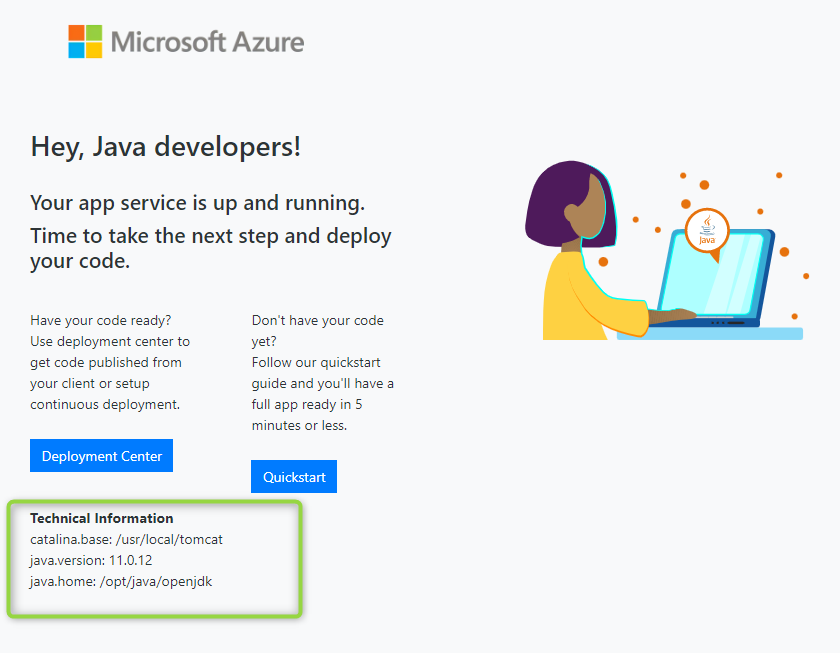 Microsoft Azure
Hey, Java developers!
Your app service is up and running.
Time to take the next step and deploy
your code.
Have your code ready?
Use deployment center to
get code published from
your client or setup
continuous deployment.
Deployment Center
Don't have your code
yet?
Follow our quickstart
guide and you'll have a
full app ready in 5
minutes or less.
Quickstart
Technical Information
catalina.base: /usr/local/tomcat
java.version: 11.0.12
java.home: /opt/java/openjdk
Java